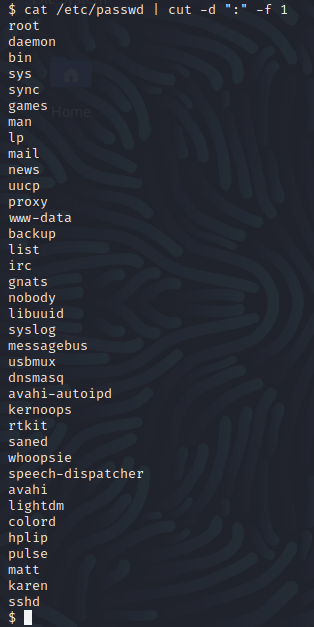 $ cat /etc/passwd | cut -d ":" -f 1
root
daemon
bin
sys
sync
games
man
lp
mail
news
uucp
proxy
www-data
backup
list
irc
gnats
nobody
libuuid
syslog
messagebus
usbmux
dnsmasq
avahi-autoipd
kernoops
rtkit
saned
whoopsie
speech-dispatcher
avahi
lightdm
colord
hplip
pulse
matt
karen
sshd
$
Home